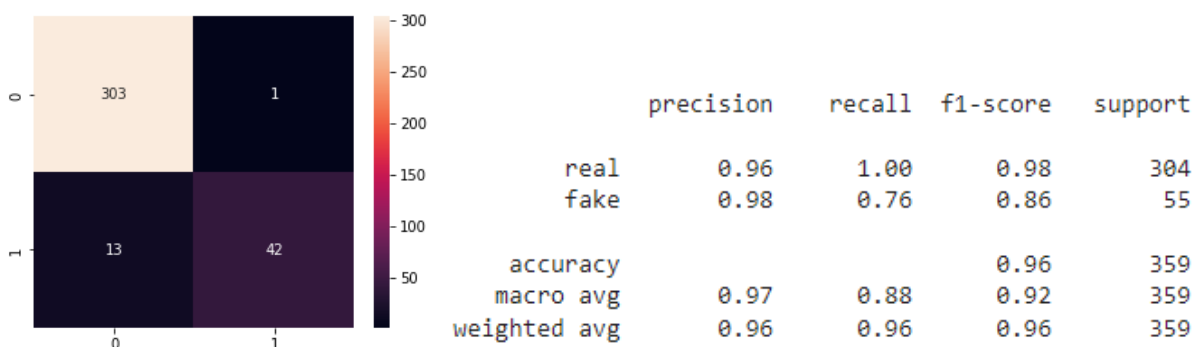 0
303
1
1
13
42
0
1
300
250
200
150
100
50
precision recall f1-score support
real 0.96 1.00 0.98 304
fake 0.98 0.76 0.86 55
accuracy 0.96 359
macro avg 0.97 0.88 0.92 359
weighted avg 0.96 0.96 0.96 359